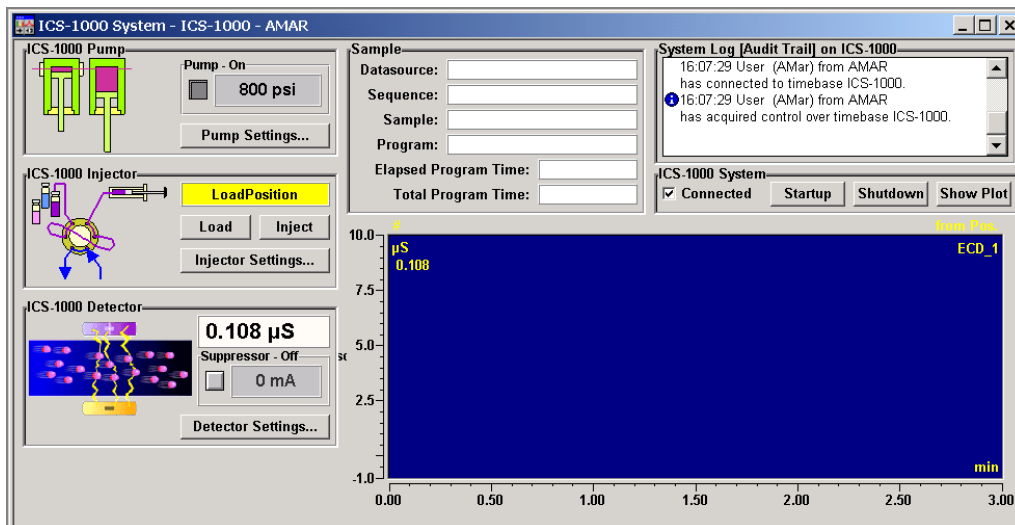 ICS-1000 System - ICS-1000 - AMAR
ICS-1000 Pump
Pump - On
800 psi
Pump Settings...
ICS-1000 Injector
LoadPosition
Load
Inject
Injector Settings...
ICS-1000 Detector
0.108 µS
Suppressor - Off
0 mA
Detector Settings...
Sample
Datasource:
Sequence:
Sample:
Program:
Elapsed Program Time:
Total Program Time:
System Log [Audit Trail] on ICS-1000
16:07:29 User (AMar) from AMAR
has connected to timebase ICS-1000.
16:07:29 User (AMar) from AMAR
has acquired control over timebase ICS-1000.
ICS-1000 System
Connected
Startup
Shutdown
Show Plot
#
from Pos.
10.0
µS
ECD_1
0.108
7.5
5.0
2.5
-1.0
min
0.00 0.50 1.00 1.50 2.00 2.50 3.00